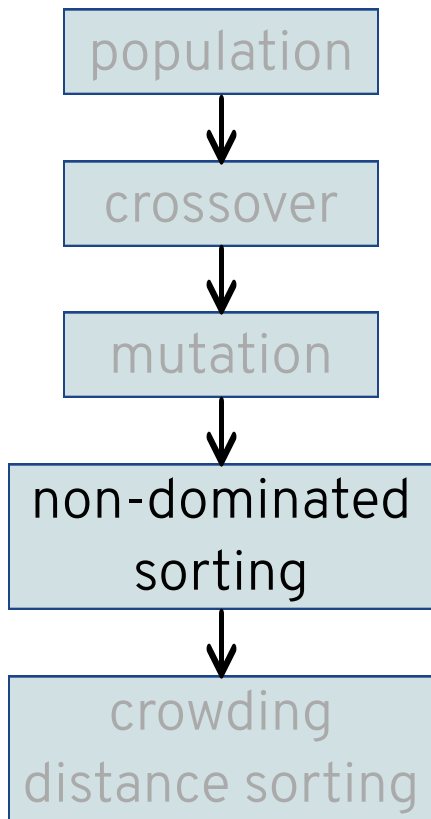 population
crossover
mutation
non-dominated
sorting
crowding
distance sorting